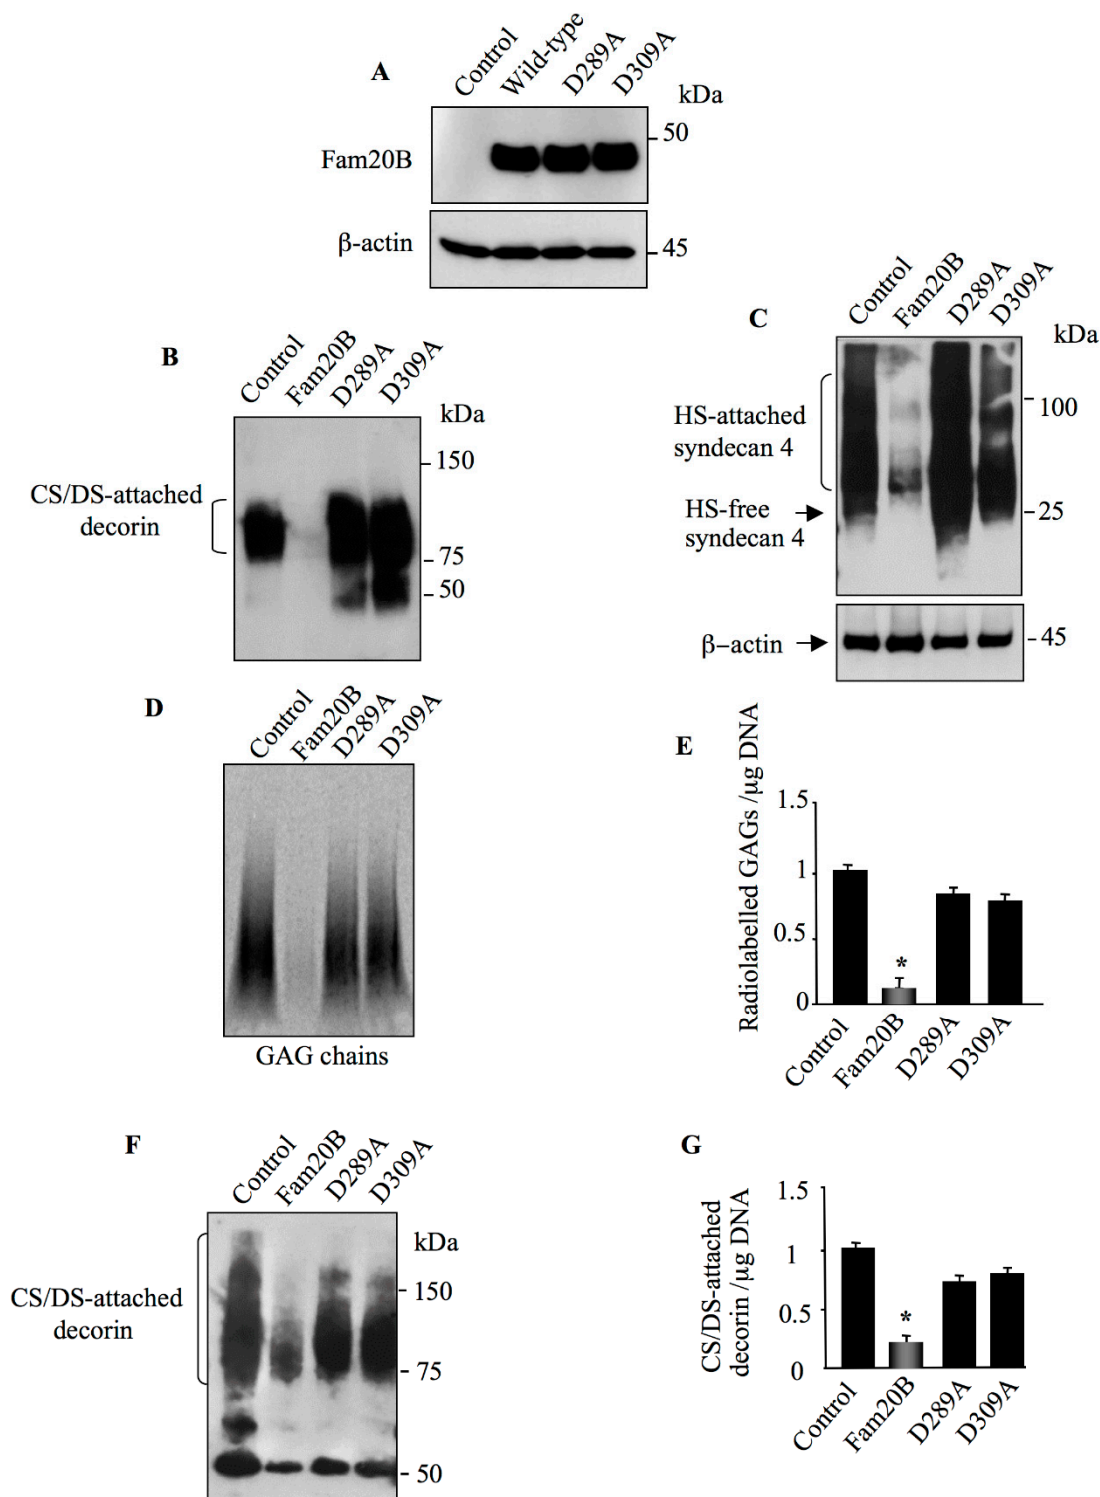 A
Control
Wild-type
D289A
D309A
kDa
Fam20B
50
β-actin
45
B
Control
Fam20B
D289A
D309A
kDa
150
CS/DS-attached
decorin
75
50
C
Control
Fam20B
D289A
D309A
kDa
HS-attached
syndecan 4
100
HS-free
syndecan 4
25
β–actin
45
D
Control
Fam20B
D289A
D309A
GAG chains
E
Radiolabelled GAGs /µg DNA
1.5
1
0.5
0
*
Control
Fam20B
D289A
D309A
F
Control
Fam20B
D289A
D309A
kDa
150
CS/DS-attached
decorin
75
50
G
CS/DS-attached
decorin /µg DNA
1.5
1
0.5
0
*
Control
Fam20B
D289A
D309A